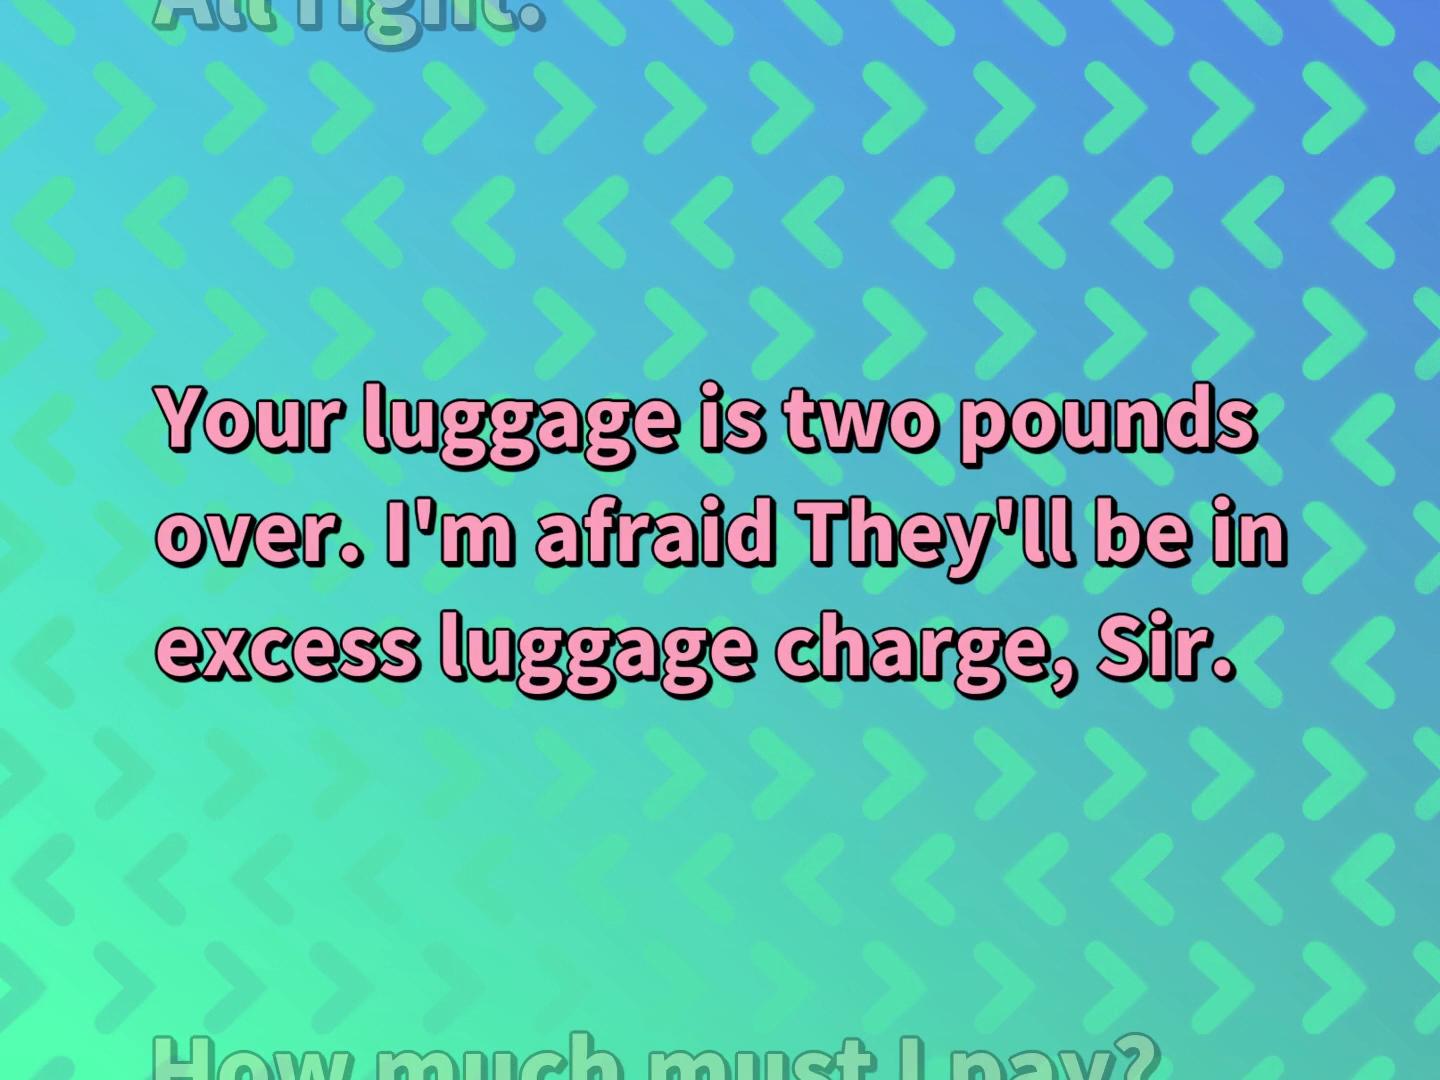 All right.
Your luggage is two pounds
over. I'm afraid They'll be in
excess luggage charge, Sir.
How much must I pay?